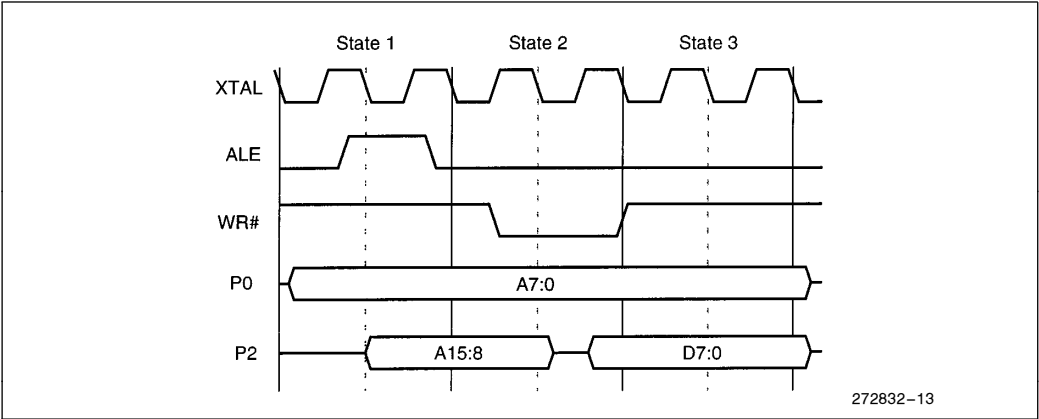 State 1 State 2 State 3
XTAL
ALE
WR#
P0 A7:0
P2 A15:8 D7:0
272832–13